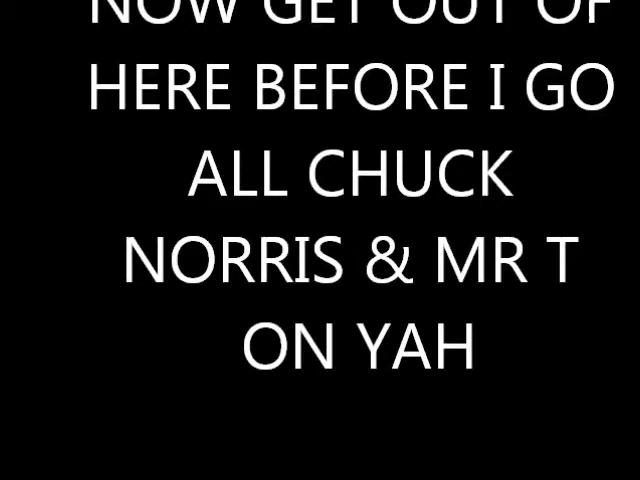 NOW GET OUT OF
HERE BEFORE I GO
ALL CHUCK
NORRIS & MR T
ON YAH